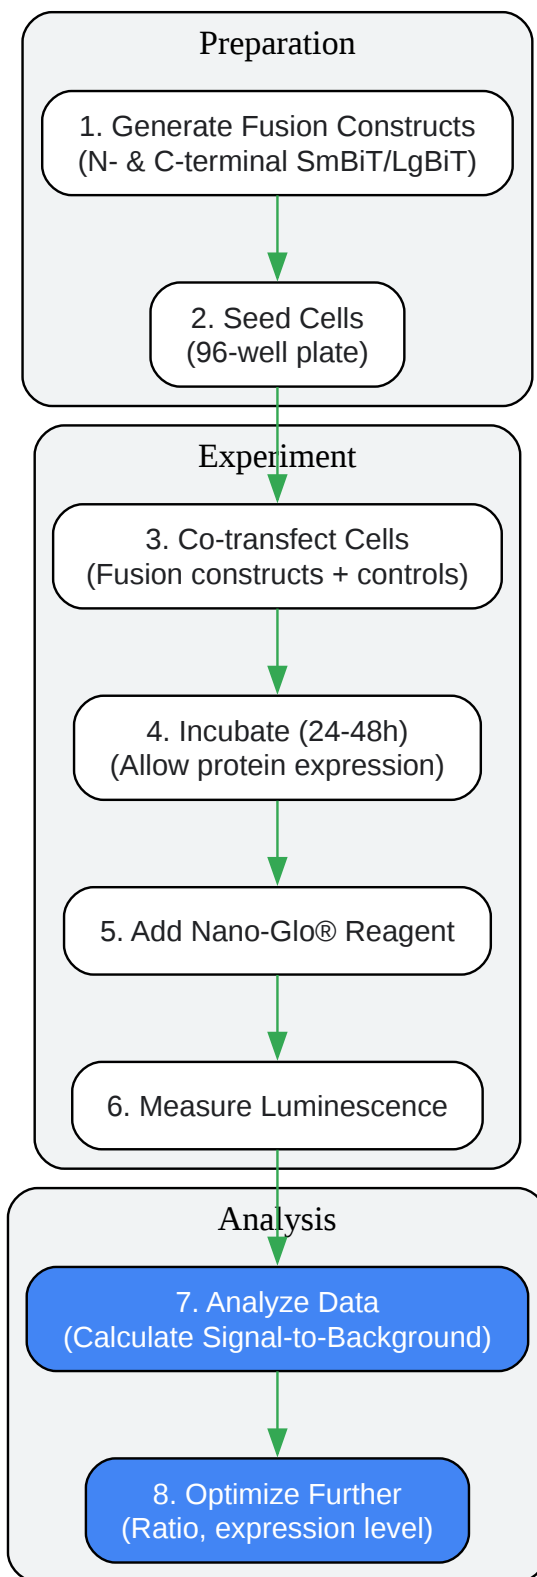 Preparation
1. Generate Fusion Constructs
(N- & C-terminal SmBiT/LgBiT)
2. Seed Cells
(96-well plate)
Experiment
3. Co-transfect Cells
(Fusion constructs + controls)
4. Incubate (24-48h)
(Allow protein expression)
5. Add Nano-Glo® Reagent
6. Measure Luminescence
Analysis
7. Analyze Data
(Calculate Signal-to-Background)
8. Optimize Further
(Ratio, expression level)